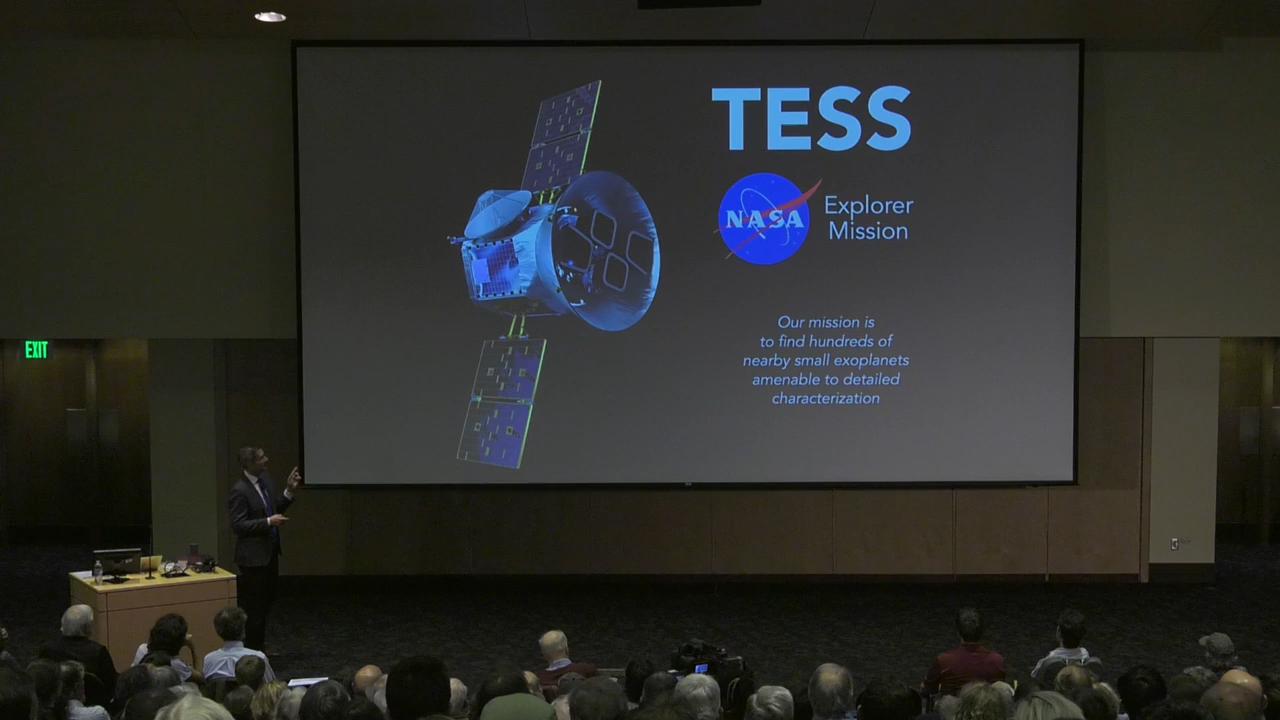 TESS
NASA
Explorer
Mission
Our mission is
to find hundreds of
nearby small exoplanets
amenable to detailed
characterization
EXIT